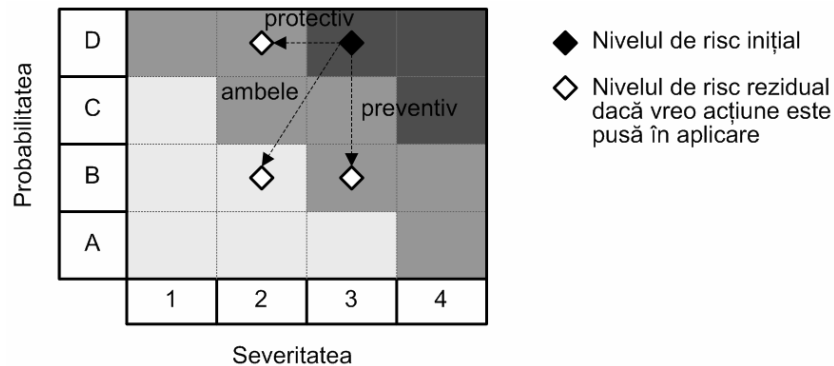 protectiv
D
ambele
C
preventiv
B
A
1 2 3 4
Probabilitatea
Severitatea
Nivelul de risc inițial
Nivelul de risc rezidual
dacă vreo acțiune este
pusă în aplicare